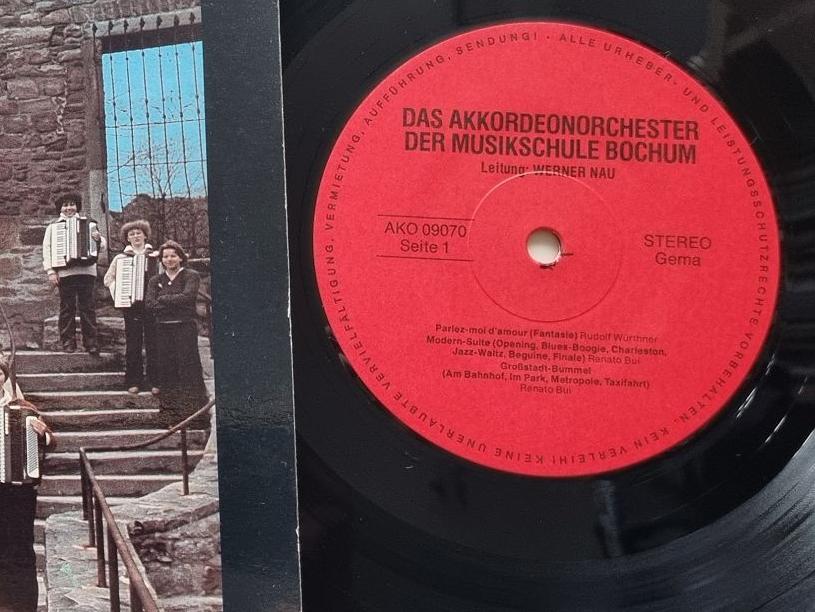 DAS AKKORDEONORCHESTER
DER MUSIKSCHULE BOCHUM
Leitung: WERNER NAU
AKO 09070
Seite 1
STEREO
Gema
Parlez-moi d'amour (Fantasie) Rudolf Würthner
Modern-Suite (Opening, Blues-Boogie, Charleston,
Jazz-Waltz, Beguine, Finale) Renato Bui
Großstadt-Bummel
(Am Bahnhof, Im Park, Metropole, Taxifahrt)
Renato Bui
ALLE URHEBER- UND LEISTUNGSSCHUTZRECHTE VORBEHALTEN. KEIN VERLEIH! KEINE UNERLAUBTE VERVIELFÄLTIGUNG, VERMIETUNG, AUFFÜHRUNG, SENDUNG! ·